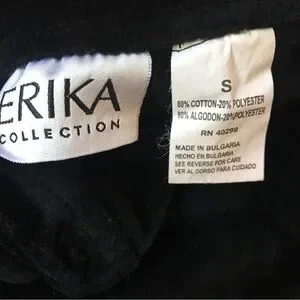 ERIKA
COLLECTION
S
80% COTTON-20% POLYESTER
80% ALGODON-20%POLYESTER
RN 40299
MADE IN BULGARIA
HECHO EN BULGARIA
SEE REVERSE FOR CARE
VER AL DORSO PARA CUIDADO